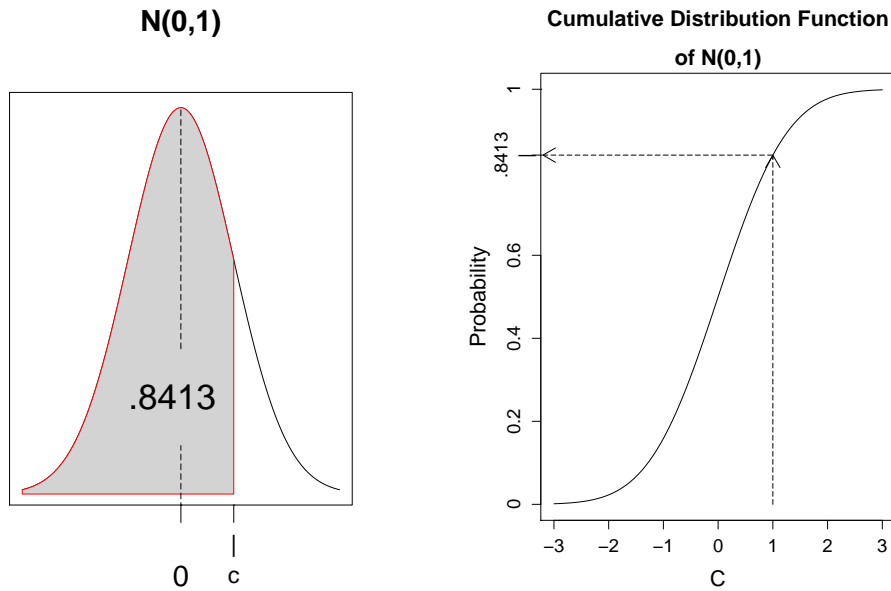 N(0,1)
.8413
0
c
Cumulative Distribution Function
of N(0,1)
Probability
1
.8413
0.6
0.4
0.2
0
−3 −2 −1 0 1 2 3
C